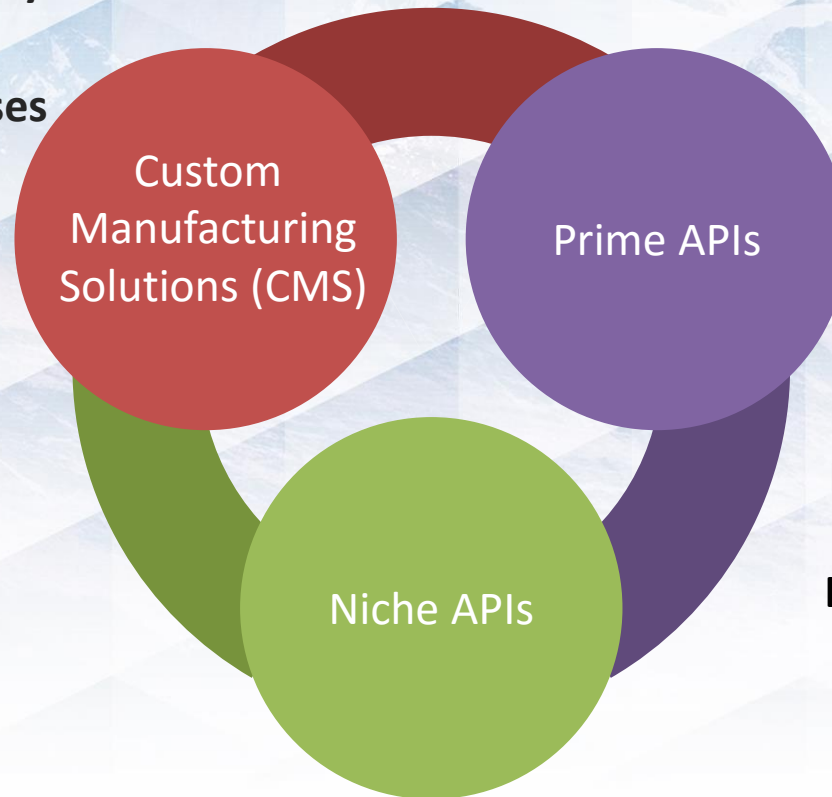 ses
Custom
Manufacturing
Solutions (CMS)
Prime APIs
Niche APIs